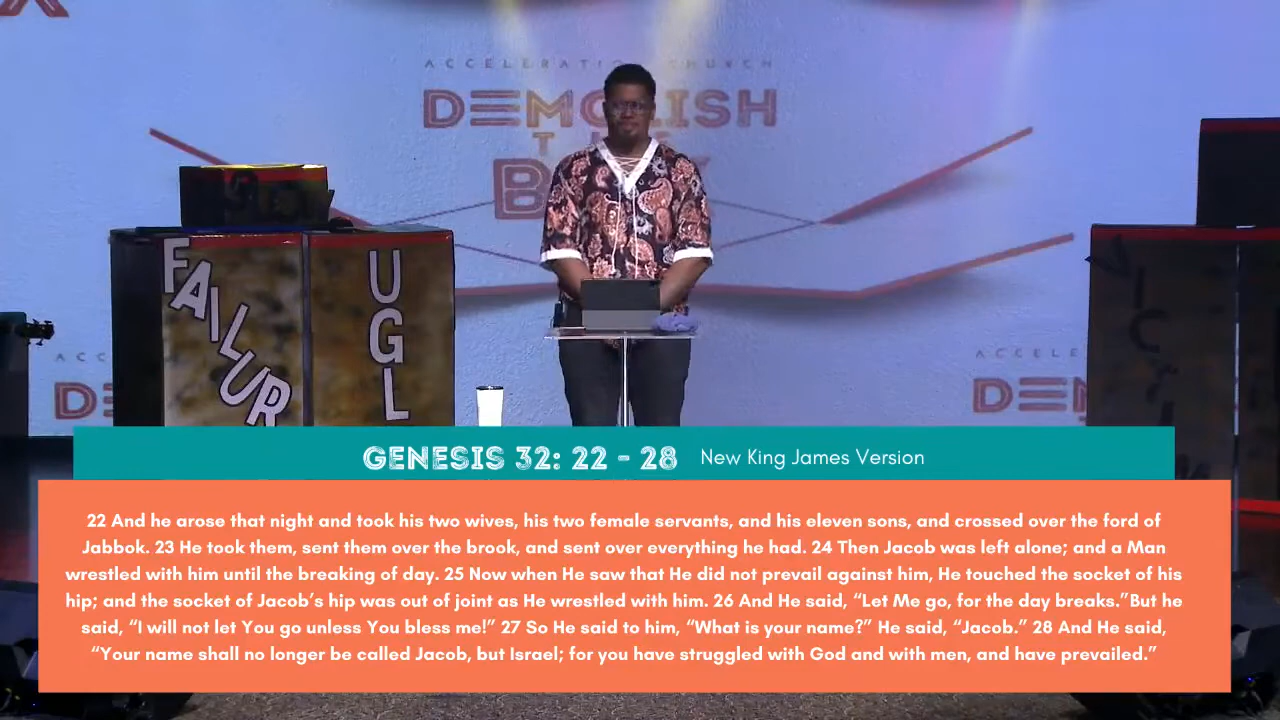 ACCELERATION CHURCH
DEMOLISH
THE
FAILUR
UGL
ACC
DE
ACCELE
DEM
GENESIS 32: 22 - 28 New King James Version
22 And he arose that night and took his two wives, his two female servants, and his eleven sons, and crossed over the ford of
Jabbok. 23 He took them, sent them over the brook, and sent over everything he had. 24 Then Jacob was left alone; and a Man
wrestled with him until the breaking of day. 25 Now when He saw that He did not prevail against him, He touched the socket of his
hip; and the socket of Jacob's hip was out of joint as He wrestled with him. 26 And He said, “Let Me go, for the day breaks.”But he
said, “I will not let You go unless You bless me!” 27 So He said to him, “What is your name?” He said, “Jacob.” 28 And He said,
“Your name shall no longer be called Jacob, but Israel; for you have struggled with God and with men, and have prevailed.”